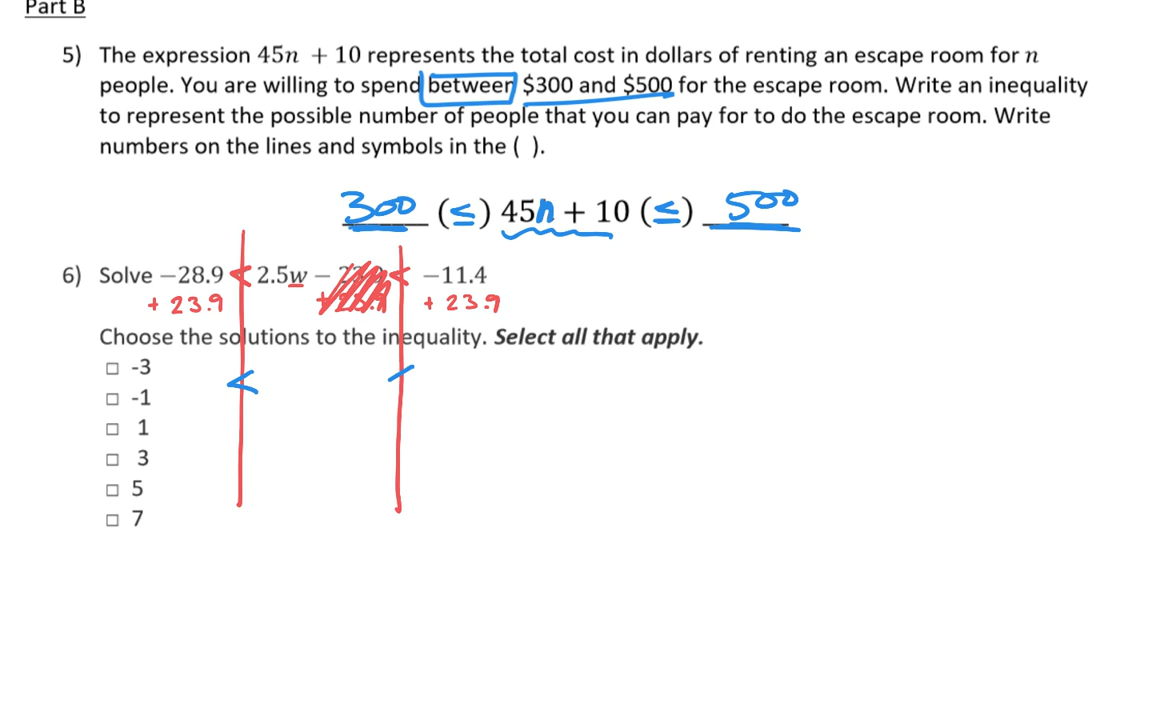 Part B
5) The expression 45n + 10 represents the total cost in dollars of renting an escape room for n
people. You are willing to spend between $300 and $500 for the escape room. Write an inequality
to represent the possible number of people that you can pay for to do the escape room. Write
numbers on the lines and symbols in the ( ).
300 (≤) 45n + 10 (≤) 500
6) Solve −28.9 < 2.5w − < −11.4
+ 23.9 + 23.9
Choose the solutions to the inequality. Select all that apply.
□ -3
□ -1
□ 1
□ 3
□ 5
□ 7